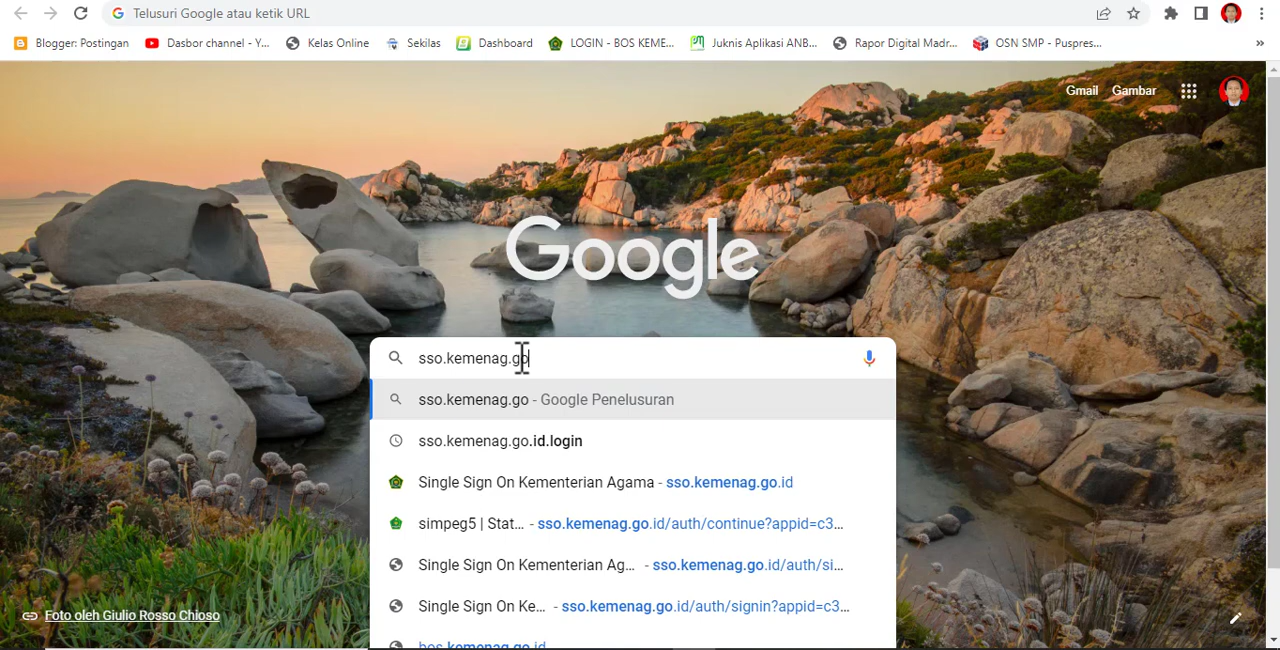 Telusuri Google atau ketik URL
Blogger: Postingan
Dasbor channel - Y...
Kelas Online
Sekilas
Dashboard
LOGIN - BOS KEME...
Juknis Aplikasi ANB...
Rapor Digital Madr...
OSN SMP - Puspres...
»
Gmail
Gambar
Google
sso.kemenag.go
sso.kemenag.go - Google Penelusuran
sso.kemenag.go.id.login
Single Sign On Kementerian Agama - sso.kemenag.go.id
simpeg5 | Stat... - sso.kemenag.go.id/auth/continue?appid=c3...
Single Sign On Kementerian Ag... - sso.kemenag.go.id/auth/si...
Single Sign On Ke... - sso.kemenag.go.id/auth/signin?appid=c3...
bos.kemenag.go.id
Foto oleh Giulio Rosso Chioso